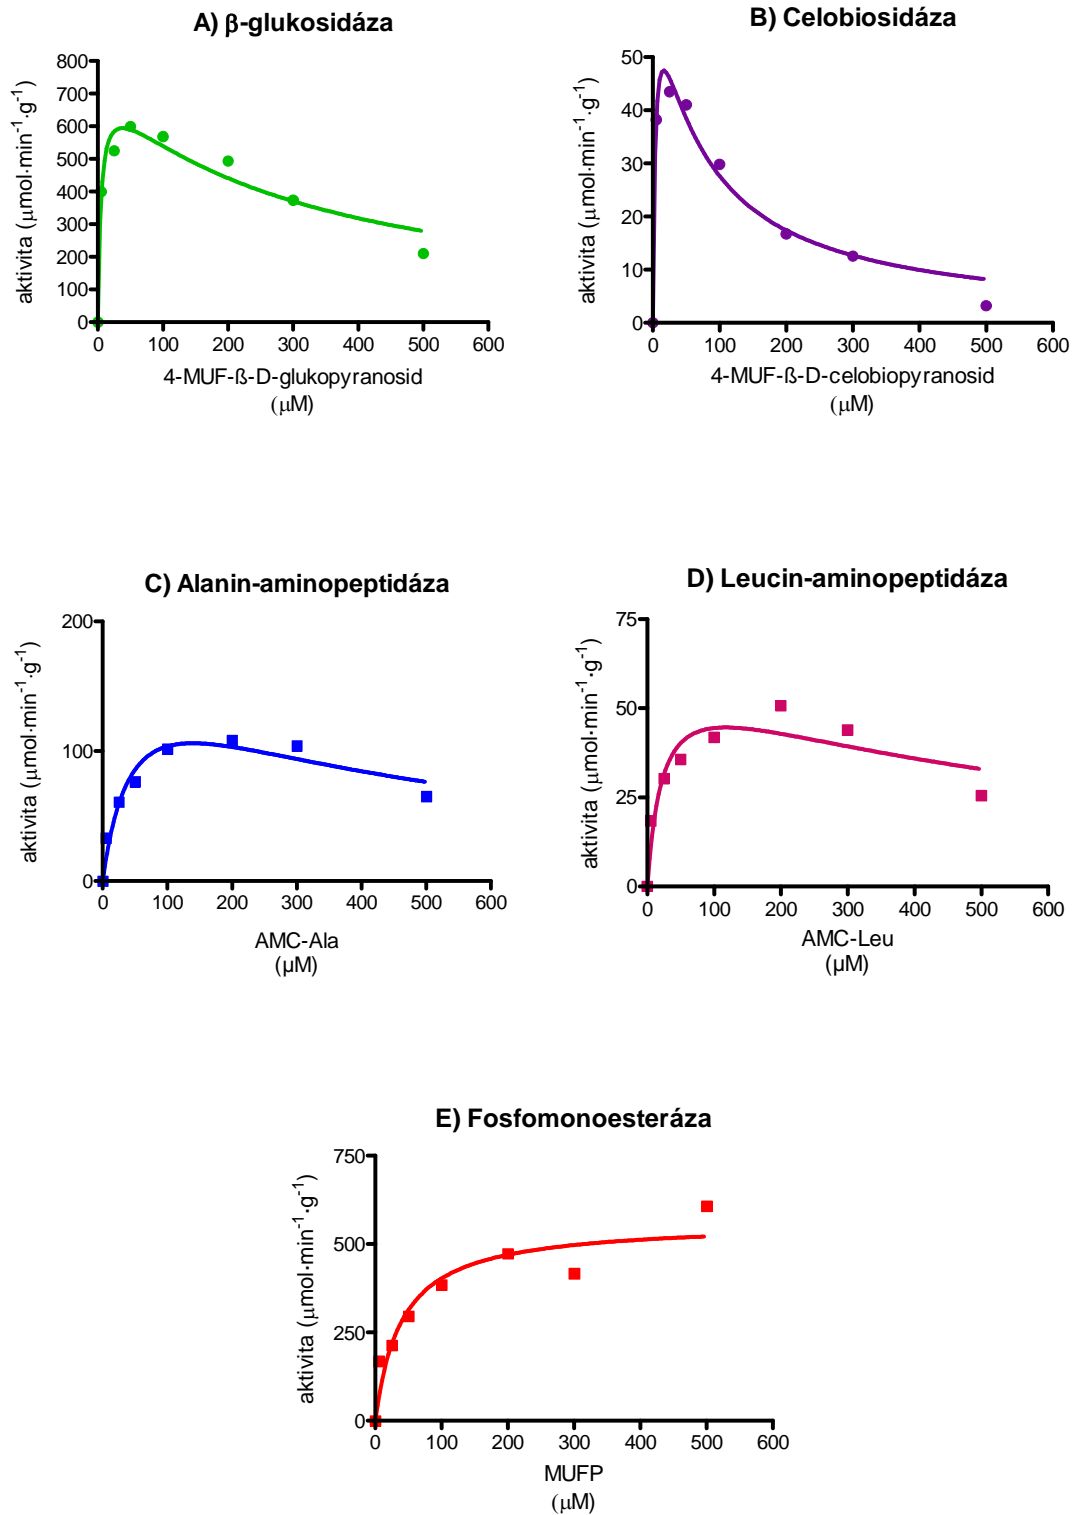 A) β-glukosidáza
800
700
600
500
400
300
200
100
0
0 100 200 300 400 500 600
aktivita (μmol·min⁻¹·g⁻¹)
4-MUF-ß-D-glukopyranosid
(μM)
B) Celobiosidáza
50
40
30
20
10
0
0 100 200 300 400 500 600
aktivita (μmol·min⁻¹·g⁻¹)
4-MUF-ß-D-celobiopyranosid
(μM)
C) Alanin-aminopeptidáza
200
100
0
0 100 200 300 400 500 600
aktivita (μmol·min⁻¹·g⁻¹)
AMC-Ala
(μM)
D) Leucin-aminopeptidáza
75
50
25
0
0 100 200 300 400 500 600
aktivita (μmol·min⁻¹·g⁻¹)
AMC-Leu
(μM)
E) Fosfomonoesteráza
750
500
250
0
0 100 200 300 400 500 600
aktivita (μmol·min⁻¹·g⁻¹)
MUFP
(μM)